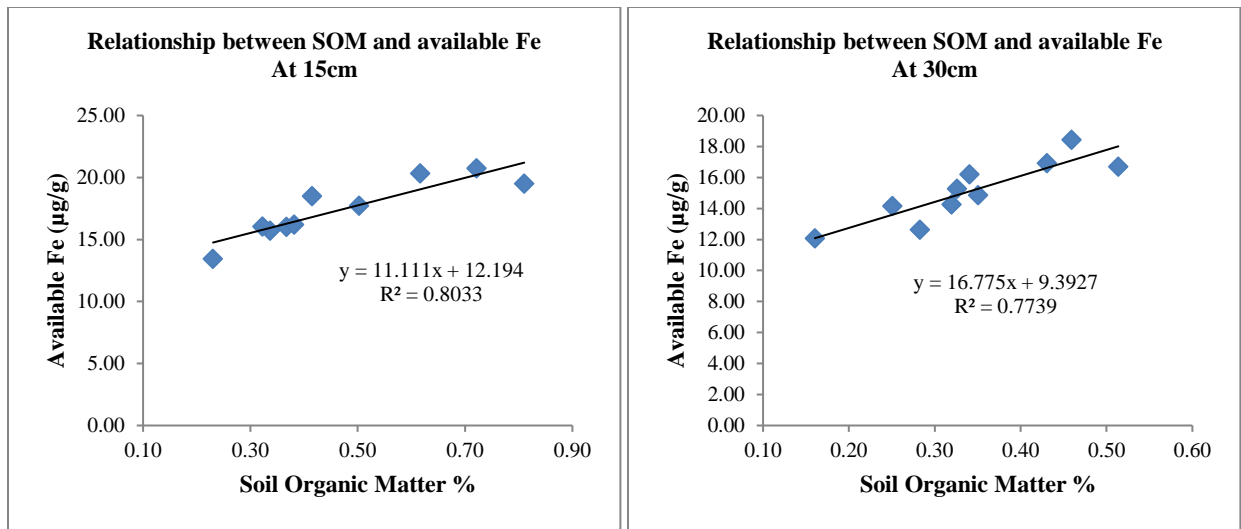 Relationship between SOM and available Fe
At 15cm
25.00
20.00
15.00
10.00
5.00
0.00
Available Fe (µg/g)
y = 11.111x + 12.194
R² = 0.8033
0.10 0.30 0.50 0.70 0.90
Soil Organic Matter %
Relationship between SOM and available Fe
At 30cm
20.00
18.00
16.00
14.00
12.00
10.00
8.00
6.00
4.00
2.00
0.00
Available Fe (µg/g)
y = 16.775x + 9.3927
R² = 0.7739
0.10 0.20 0.30 0.40 0.50 0.60
Soil Organic Matter %